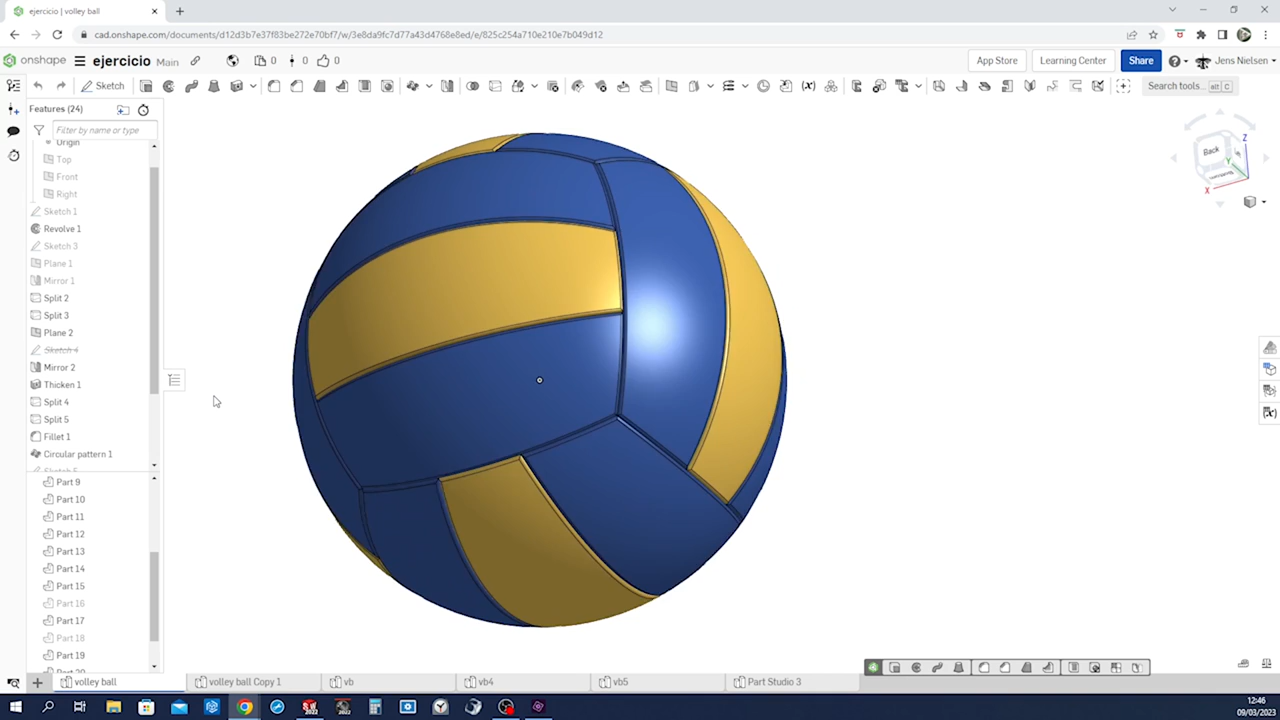 ejercicio | volley ball
cad.onshape.com/documents/d12d3b7e37f83be272e70bf7/w/3e8da9fc7d77a43d4768e8ed/e/825c254a710e210e7b049d12
onshape
ejercicio Main
0
0
0
App Store
Learning Center
Share
Jens Nielsen
Sketch
Search tools...
alt C
Features (24)
Filter by name or type
Origin
Top
Front
Right
Sketch 1
Revolve 1
Sketch 3
Plane 1
Mirror 1
Split 2
Split 3
Plane 2
Sketch 4
Mirror 2
Thicken 1
Split 4
Split 5
Fillet 1
Circular pattern 1
Part 9
Part 10
Part 11
Part 12
Part 13
Part 14
Part 15
Part 16
Part 17
Part 18
Part 19
Back
Z
Y
X
volley ball
volley ball Copy 1
vb
vb4
vb5
Part Studio 3
12:46
09/03/2023